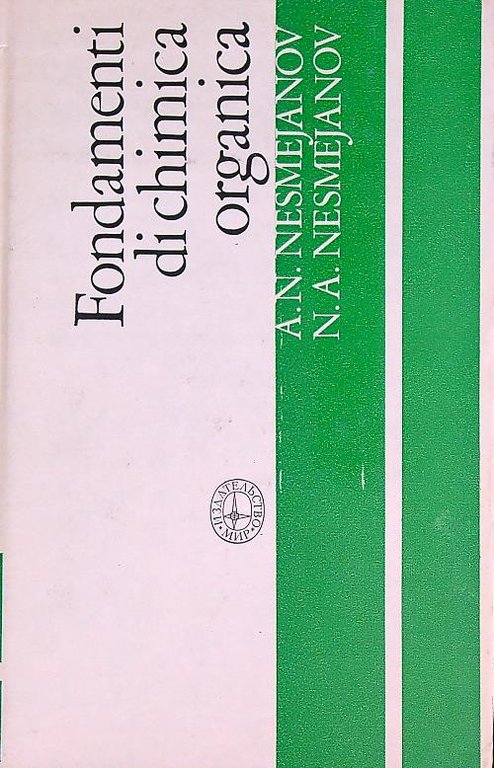 Fondamenti
di chimica
organica
A. N. NESMEJANOV
N. A. NESMEJANOV
ИЗДАТЕЛЬСТВО
МИР